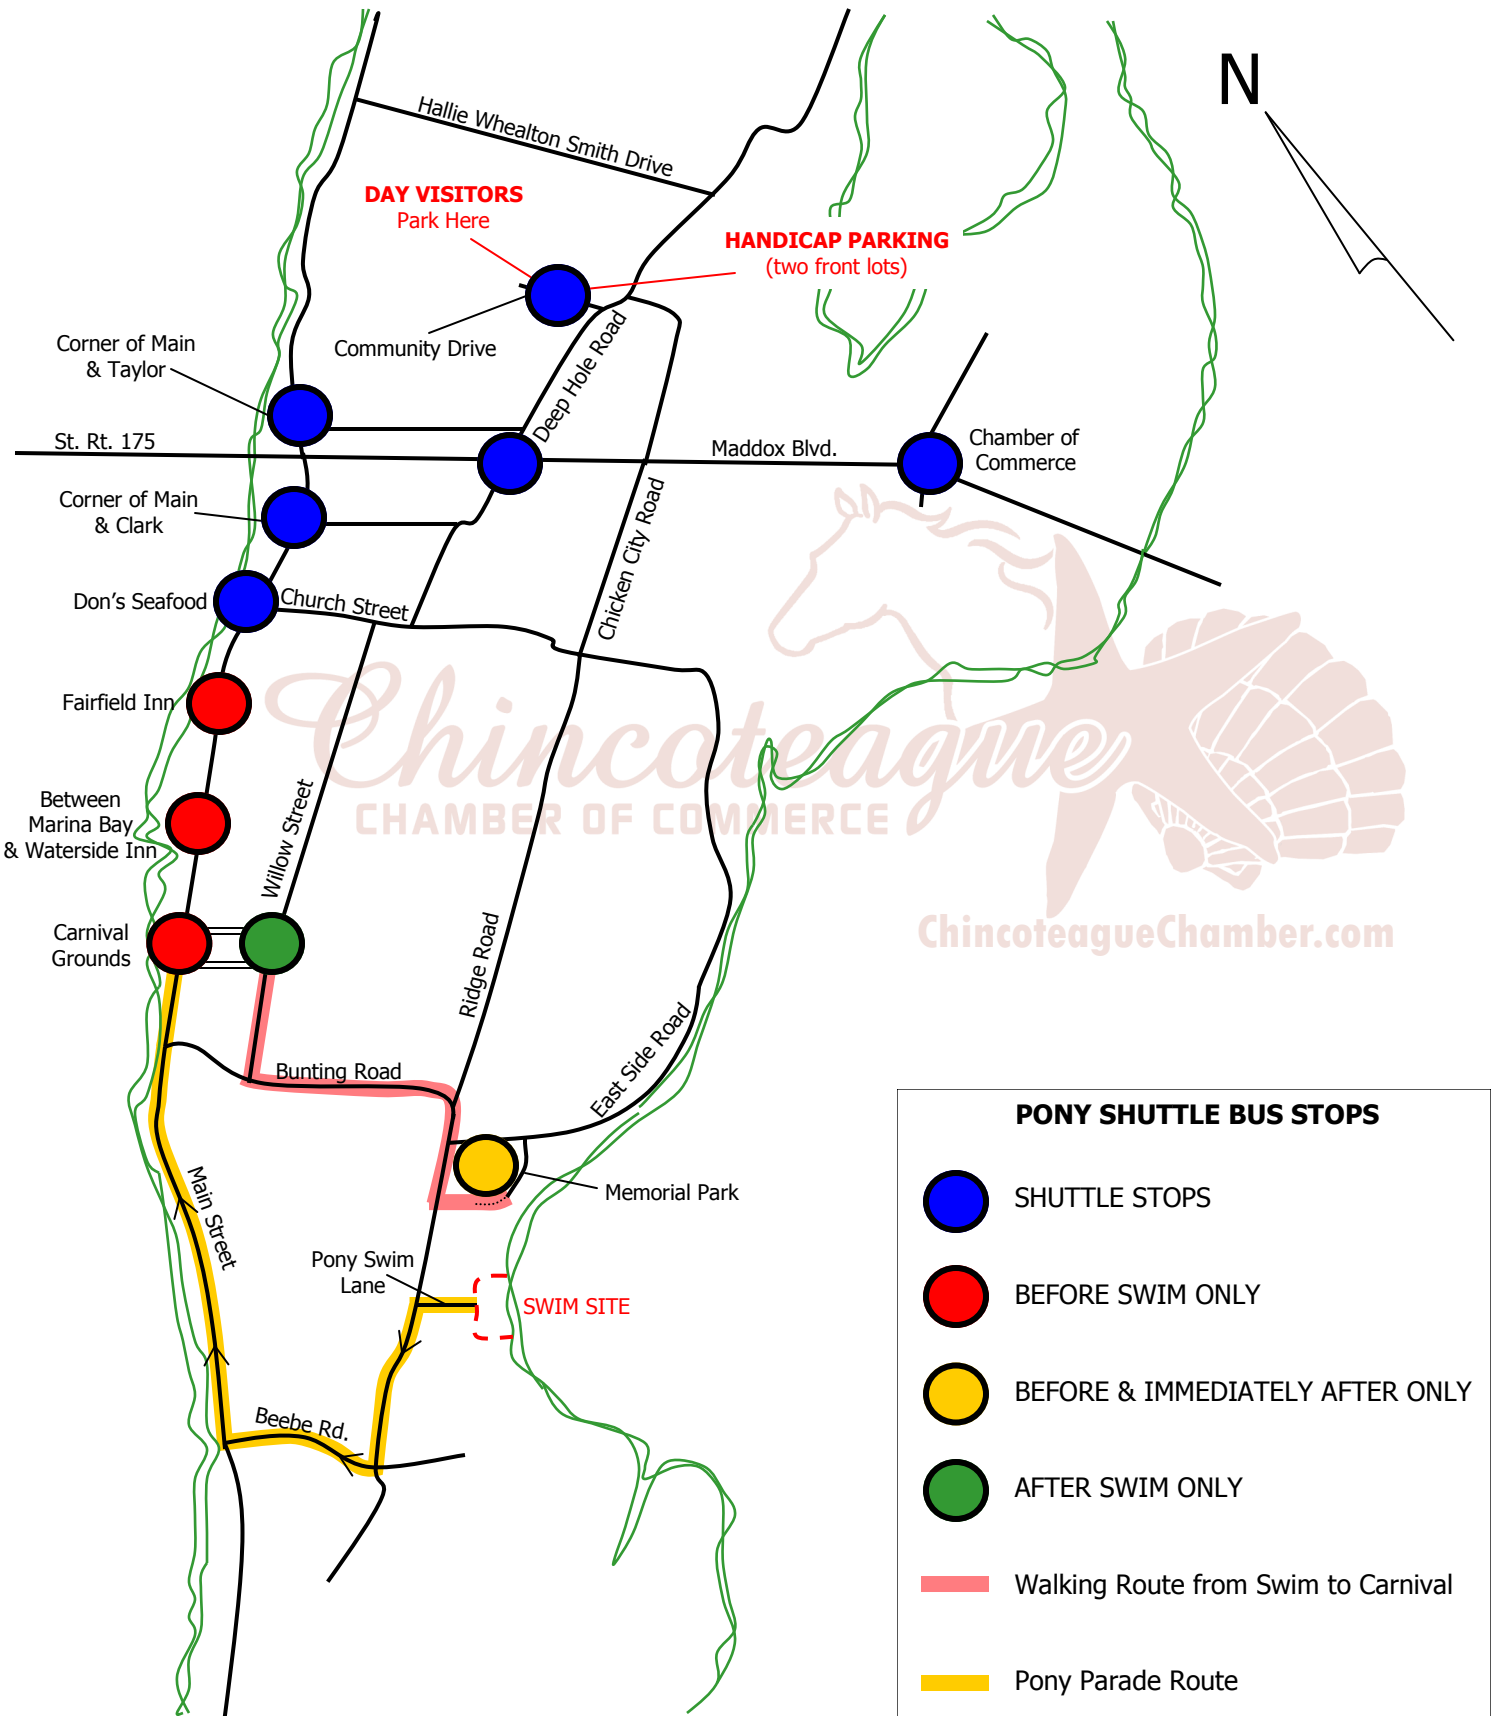 N
Hallie Whealton Smith Drive
DAY VISITORS
Park Here
HANDICAP PARKING
(two front lots)
Community Drive
Corner of Main
& Taylor
Deep Hole Road
St. Rt. 175
Maddox Blvd.
Chamber of
Commerce
Corner of Main
& Clark
Chicken City Road
Don's Seafood
Church Street
Fairfield Inn
Chincoteague
CHAMBER OF COMMERCE
ChincoteagueChamber.com
Between
Marina Bay
& Waterside Inn
Willow Street
Carnival
Grounds
Ridge Road
East Side Road
Bunting Road
Memorial Park
Main Street
Pony Swim
Lane
SWIM SITE
Beebe Rd.
PONY SHUTTLE BUS STOPS
SHUTTLE STOPS
BEFORE SWIM ONLY
BEFORE & IMMEDIATELY AFTER ONLY
AFTER SWIM ONLY
Walking Route from Swim to Carnival
Pony Parade Route